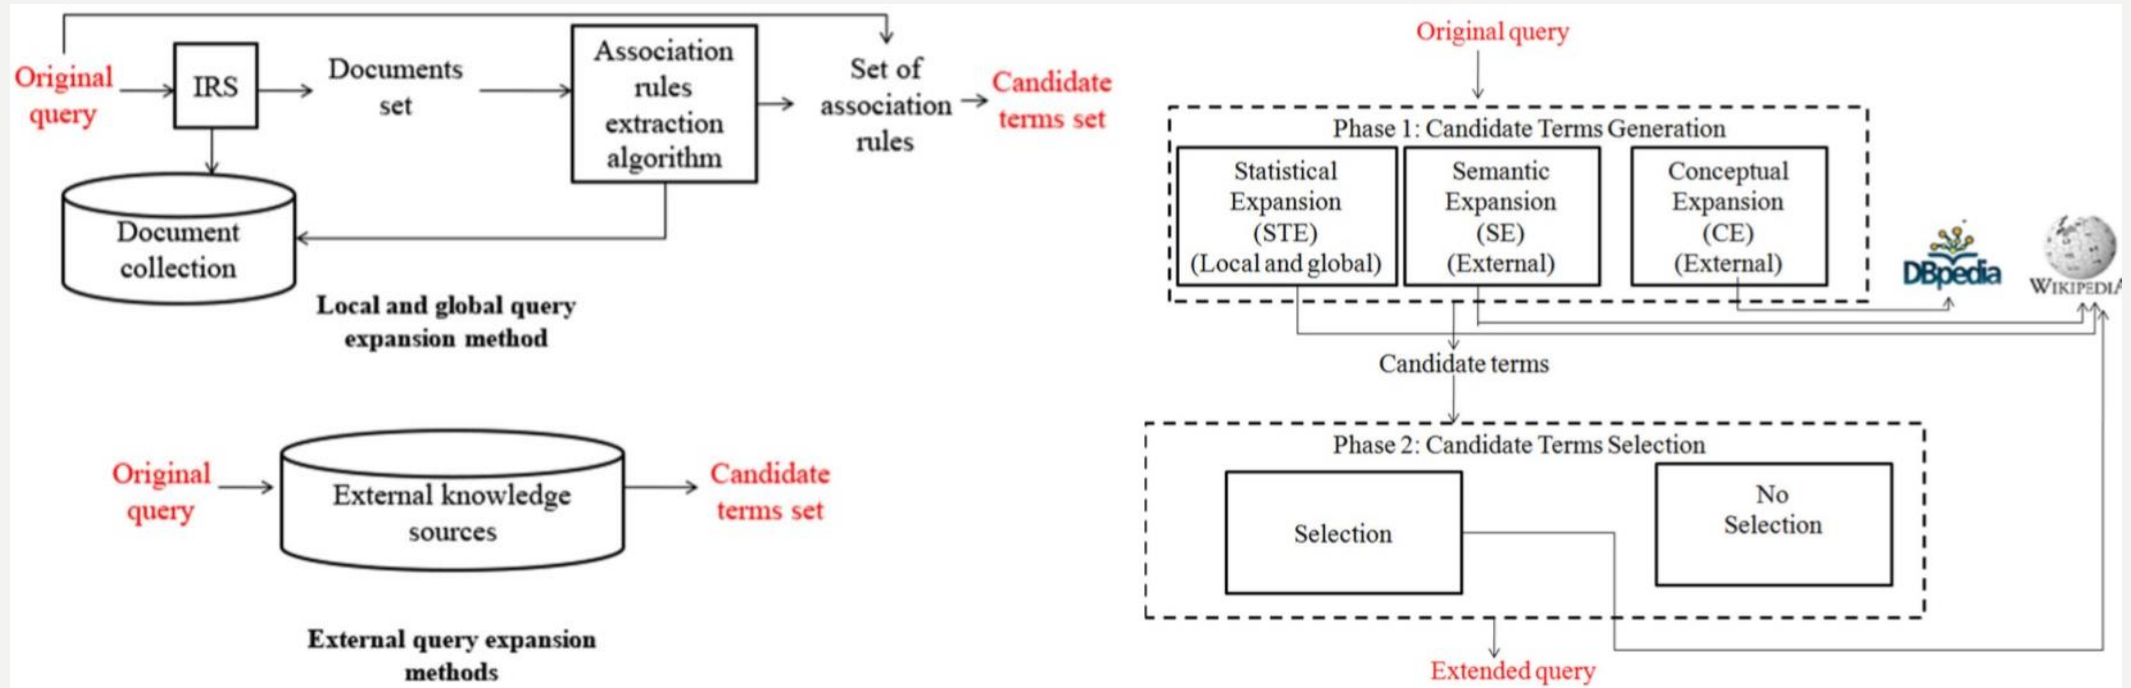 Original
query
IRS
Documents
set
Association
rules
extraction
algorithm
Set of
association
rules
Candidate
terms set
Document
collection
Local and global query
expansion method
Original
query
External knowledge
sources
Candidate
terms set
External query expansion
methods
Original query
Phase 1: Candidate Terms Generation
Statistical
Expansion
(STE)
(Local and global)
Semantic
Expansion
(SE)
(External)
Conceptual
Expansion
(CE)
(External)
DBpedia
WIKIPEDIA
Candidate terms
Phase 2: Candidate Terms Selection
Selection
No
Selection
Extended query